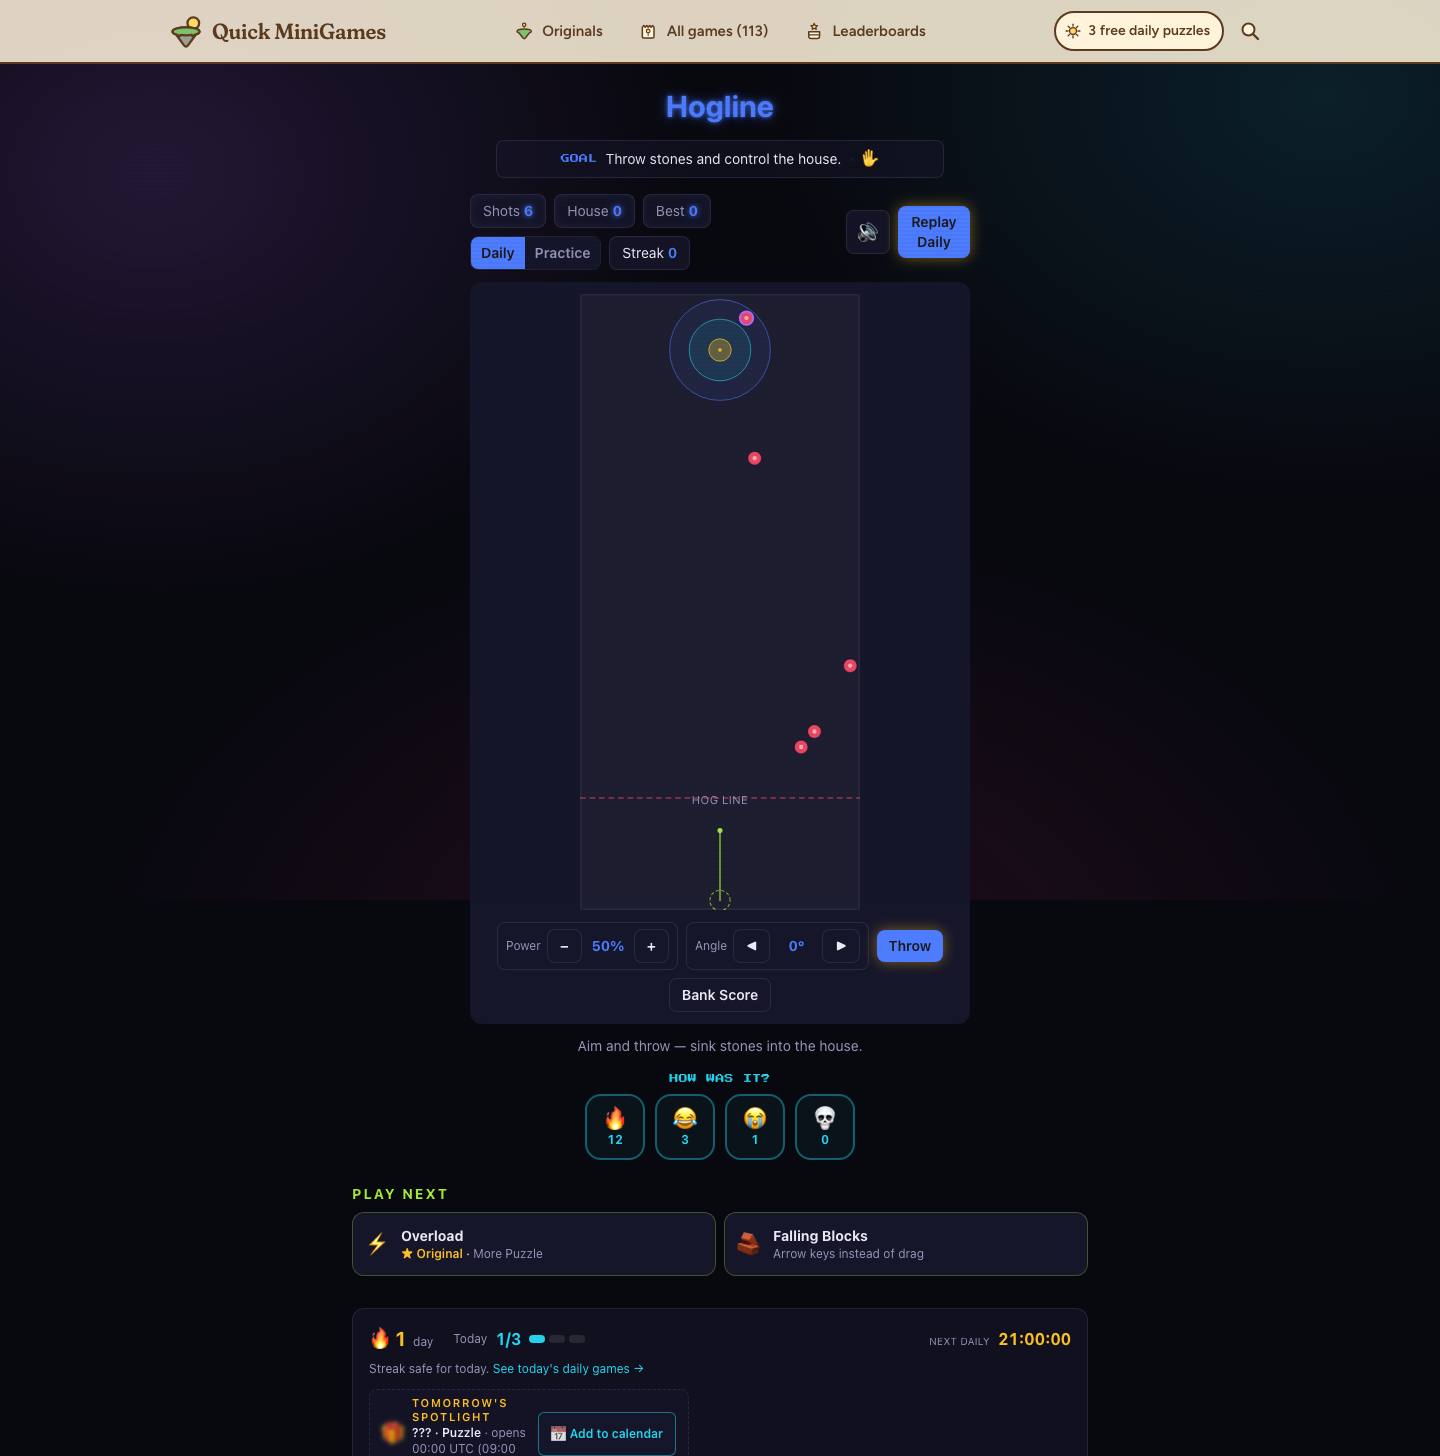 Quick MiniGames
Originals
All games (113)
Leaderboards
3 free daily puzzles
Hogline
GOAL Throw stones and control the house.
Shots 6
House 0
Best 0
Daily
Practice
Streak 0
Replay
Daily
HOG LINE
Power − 50% +
Angle 0°
Throw
Bank Score
Aim and throw — sink stones into the house.
HOW WAS IT?
12
3
1
0
PLAY NEXT
Overload
Original · More Puzzle
Falling Blocks
Arrow keys instead of drag
1 day
Today 1/3
NEXT DAILY 21:00:00
Streak safe for today. See today's daily games →
TOMORROW'S
SPOTLIGHT
??? · Puzzle · opens
00:00 UTC (09:00
Add to calendar